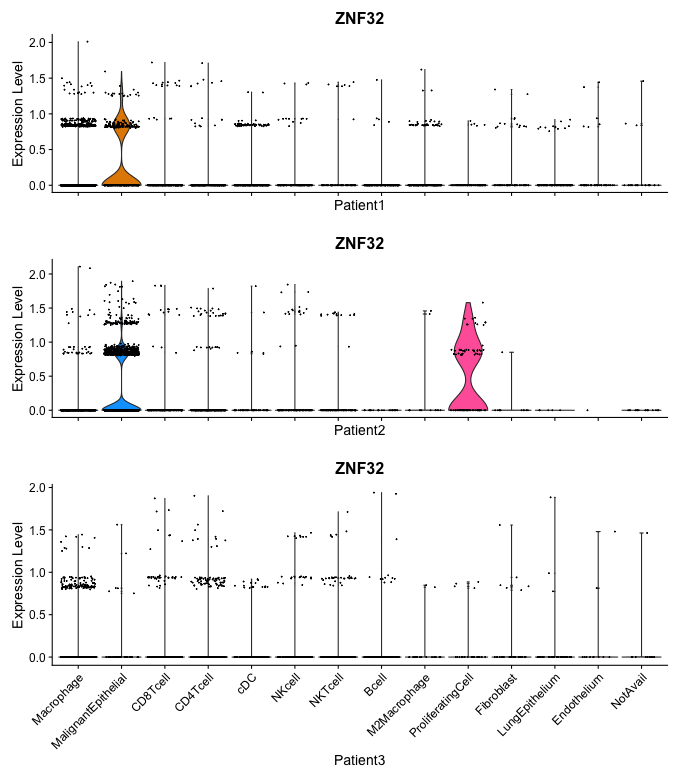 ZNF32
Expression Level
2.0
1.5
1.0
0.5
0.0
Patient1
ZNF32
Expression Level
2.0
1.5
1.0
0.5
0.0
Patient2
ZNF32
Expression Level
2.0
1.5
1.0
0.5
0.0
Macrophage
MalignantEpithelial
CD8Tcell
CD4Tcell
cDC
NKcell
NKTcell
Bcell
M2Macrophage
ProliferatingCell
Fibroblast
LungEpithelium
Endothelium
NotAvail
Patient3